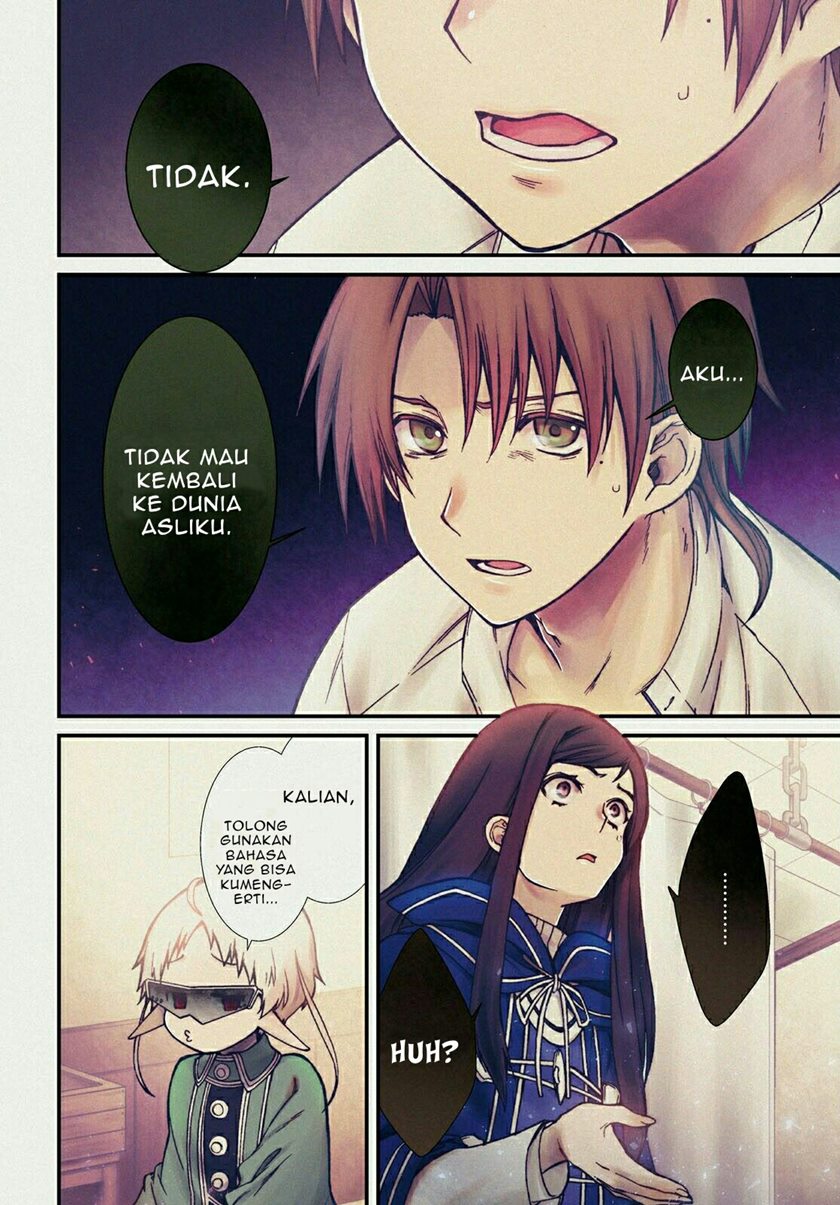 TIDAK.
AKU...
TIDAK MAU
KEMBALI
KE DUNIA
ASLIKU.
..........
HUH?
KALIAN,
TOLONG
GUNAKAN
BAHASA
YANG BISA
KUMENG-
ERTI...